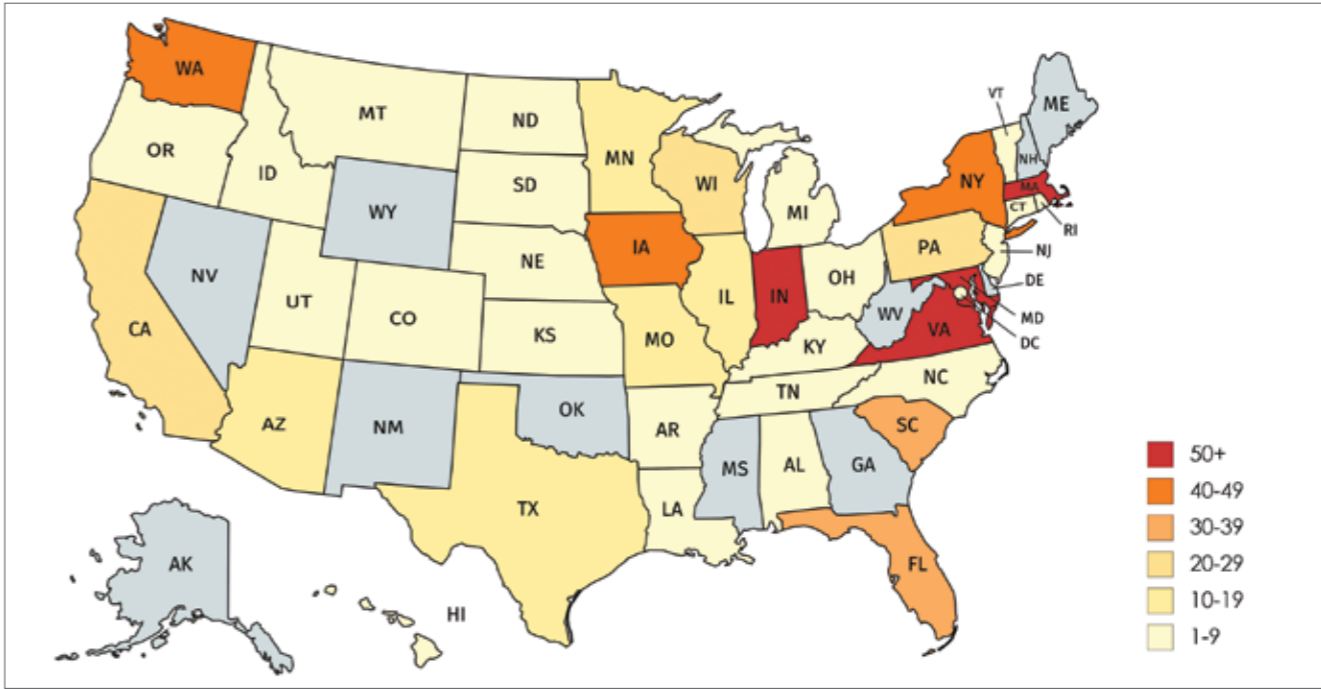 WA
MT
ND
OR
ID
SD
MN
WI
MI
WY
NE
IA
NV
UT
CO
KS
CA
AZ
NM
OK
TX
MO
IL
IN
OH
KY
TN
AR
LA
MS
AL
GA
FL
SC
NC
VA
WV
PA
NY
VT
NH
ME
MA
CT
RI
NJ
DE
MD
DC
AK
HI
50+
40-49
30-39
20-29
10-19
1-9